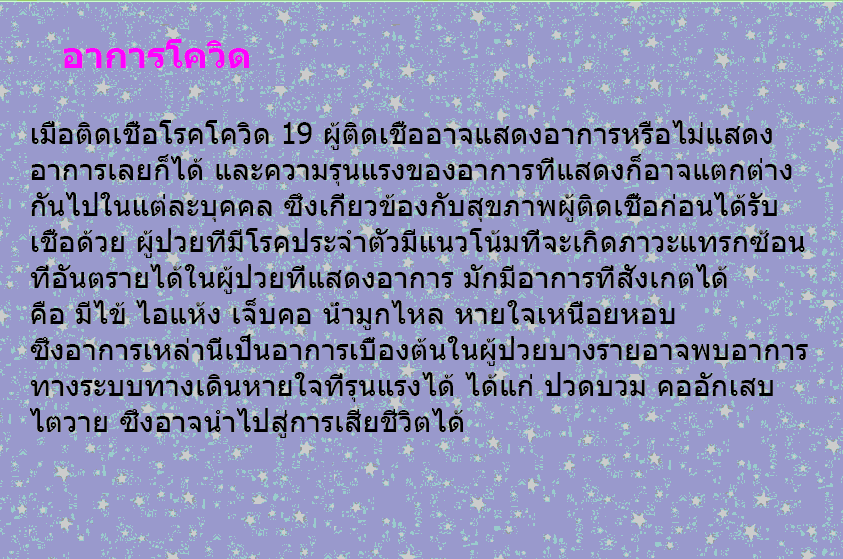 อาการโควิด
เมื่อติดเชื้อโรคโควิด 19 ผู้ติดเชื้ออาจแสดงอาการหรือไม่แสดง
อาการเลยก็ได้ และความรุนแรงของอาการที่แสดงก็อาจแตกต่าง
กันไปในแต่ละบุคคล ซึ่งเกี่ยวข้องกับสุขภาพผู้ติดเชื้อก่อนได้รับ
เชื้อด้วย ผู้ป่วยที่มีโรคประจำตัวมีแนวโน้มที่จะเกิดภาวะแทรกซ้อน
ที่อันตรายได้ในผู้ป่วยที่แสดงอาการ มักมีอาการที่สังเกตได้
คือ มีไข้ ไอแห้ง เจ็บคอ น้ำมูกไหล หายใจเหนื่อยหอบ
ซึ่งอาการเหล่านี้เป็นอาการเบื้องต้นในผู้ป่วยบางรายอาจพบอาการ
ทางระบบทางเดินหายใจที่รุนแรงได้ ได้แก่ ปวดบวม คออักเสบ
ไตวาย ซึ่งอาจนำไปสู่การเสียชีวิตได้